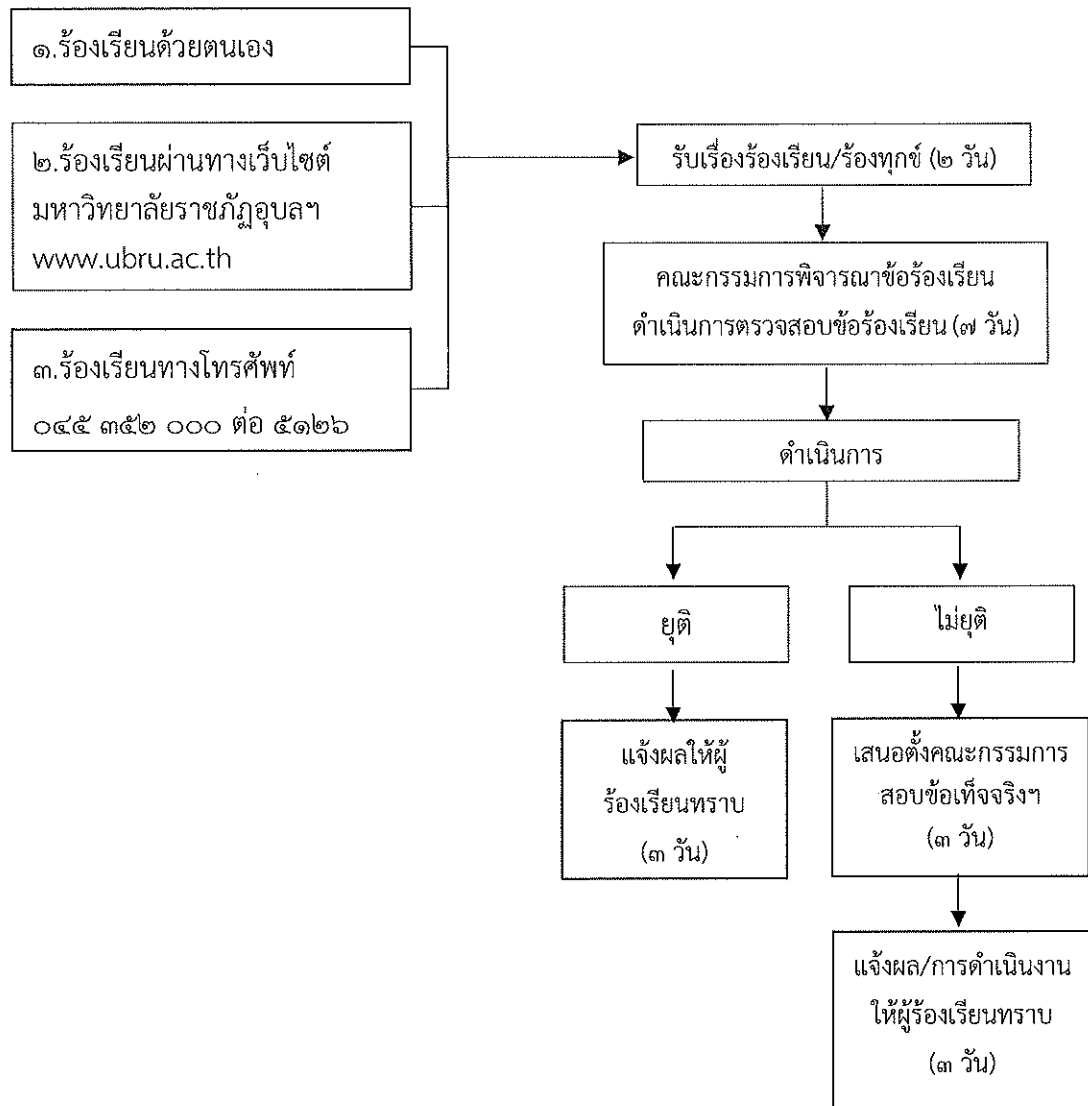 ๑.ร้องเรียนด้วยตนเอง
๒.ร้องเรียนผ่านทางเว็บไซต์
มหาวิทยาลัยราชภัฏอุบลฯ
www.ubru.ac.th
๓.ร้องเรียนทางโทรศัพท์
๐๔๕ ๓๕๒ ๐๐๐ ต่อ ๕๑๒๖
รับเรื่องร้องเรียน/ร้องทุกข์ (๒ วัน)
คณะกรรมการพิจารณาข้อร้องเรียน
ดำเนินการตรวจสอบข้อร้องเรียน (๗ วัน)
ดำเนินการ
ยุติ
ไม่ยุติ
แจ้งผลให้ผู้
ร้องเรียนทราบ
(๓ วัน)
เสนอตั้งคณะกรรมการ
สอบข้อเท็จจริงฯ
(๓ วัน)
แจ้งผล/การดำเนินงาน
ให้ผู้ร้องเรียนทราบ
(๓ วัน)